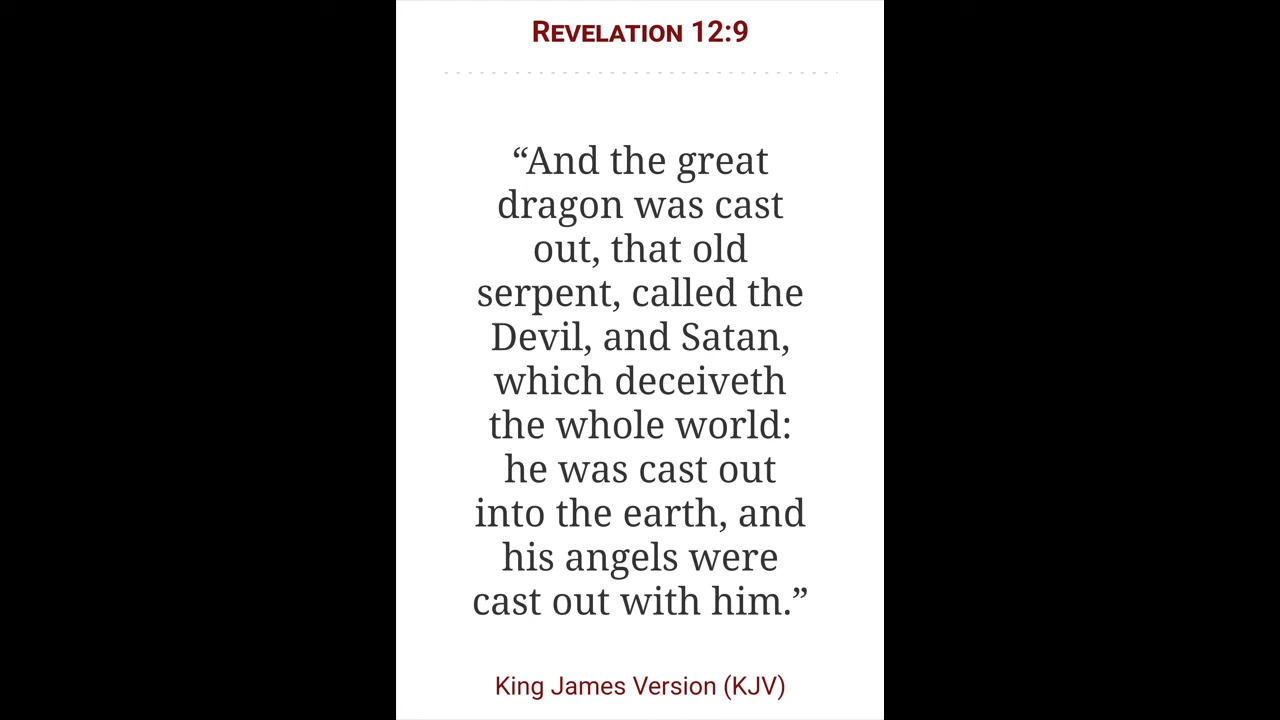 Revelation 12:9
“And the great
dragon was cast
out, that old
serpent, called the
Devil, and Satan,
which deceiveth
the whole world:
he was cast out
into the earth, and
his angels were
cast out with him.”
King James Version (KJV)